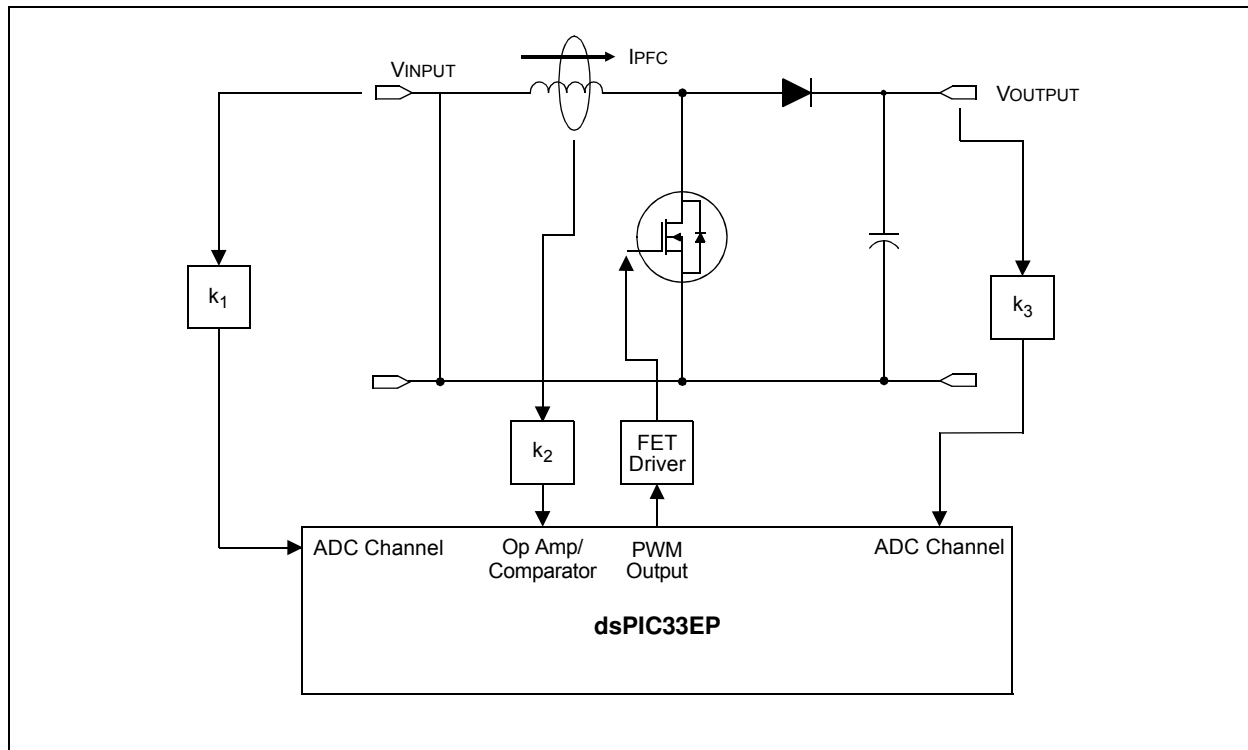 IPFC
VINPUT
VOUTPUT
k1
k3
k2
FET
Driver
ADC Channel
Op Amp/
Comparator
PWM
Output
ADC Channel
dsPIC33EP